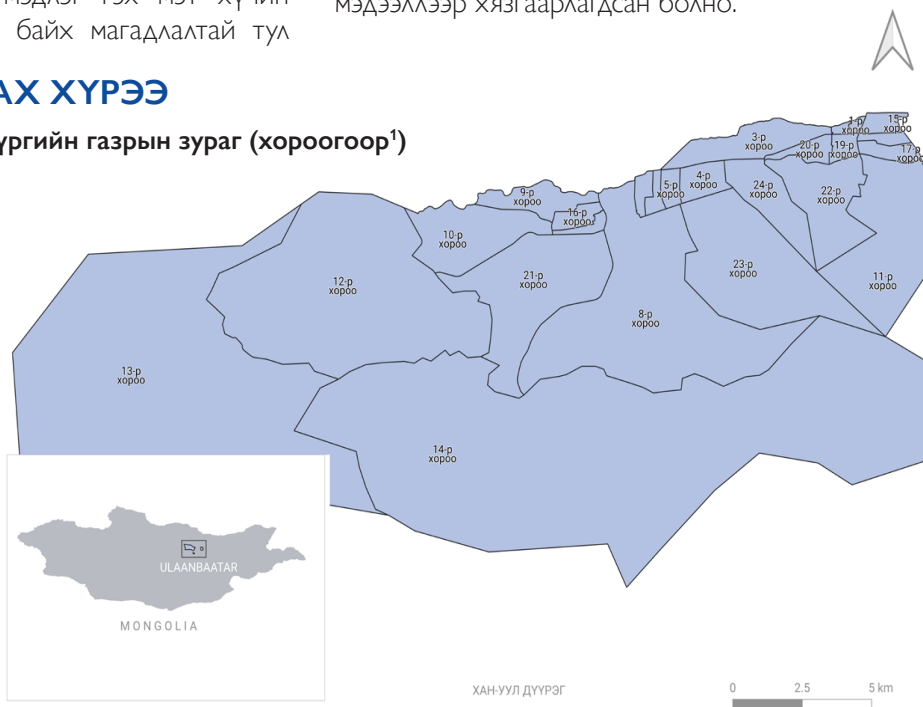 байх магадлалтай тул
мэдээллээр хязгаарлагдсан болно.
АХ ХҮРЭЭ
үргийн газрын зураг (хороогоор¹)
1-р
хороо
15-р
хороо
3-р
хороо
20-р
хороо
19-р
хороо
17-р
хороо
5-р
хороо
4-р
хороо
24-р
хороо
22-р
хороо
9-р
хороо
16-р
хороо
10-р
хороо
21-р
хороо
12-р
хороо
23-р
хороо
11-р
хороо
8-р
хороо
13-р
хороо
14-р
хороо
ULAANBAATAR
MONGOLIA
ХАН-УУЛ ДҮҮРЭГ
0 2.5 5 km